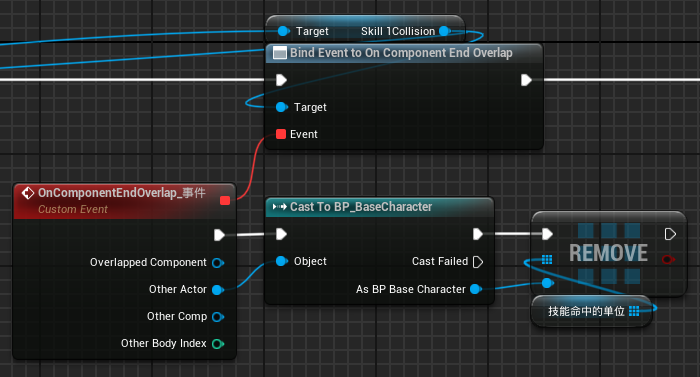 Target
Skill 1Collision
Bind Event to On Component End Overlap
Target
Event
OnComponentEndOverlap_事件
Custom Event
Overlapped Component
Other Actor
Other Comp
Other Body Index
Cast To BP_BaseCharacter
Object
Cast Failed
As BP Base Character
REMOVE
技能命中的单位